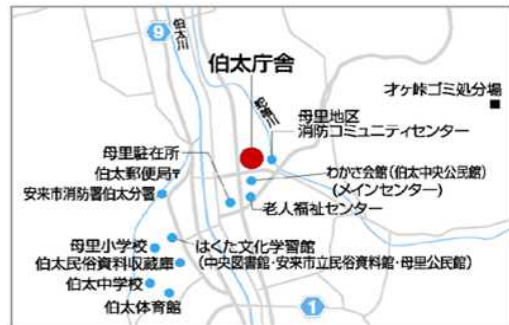 9
伯太川
伯太庁舎
才ヶ峠ゴミ処分場
母里地区
消防コミュニティセンター
母里駐在所
伯太郵便局〒
安来市消防署伯太分署
わかさ会館(伯太中央公民館)
(メインセンター)
老人福祉センター
母里小学校
はくた文化学習館
伯太民俗資料収蔵庫
(中央図書館・安来市立民俗資料館・母里公民館)
伯太中学校
伯太体育館
1